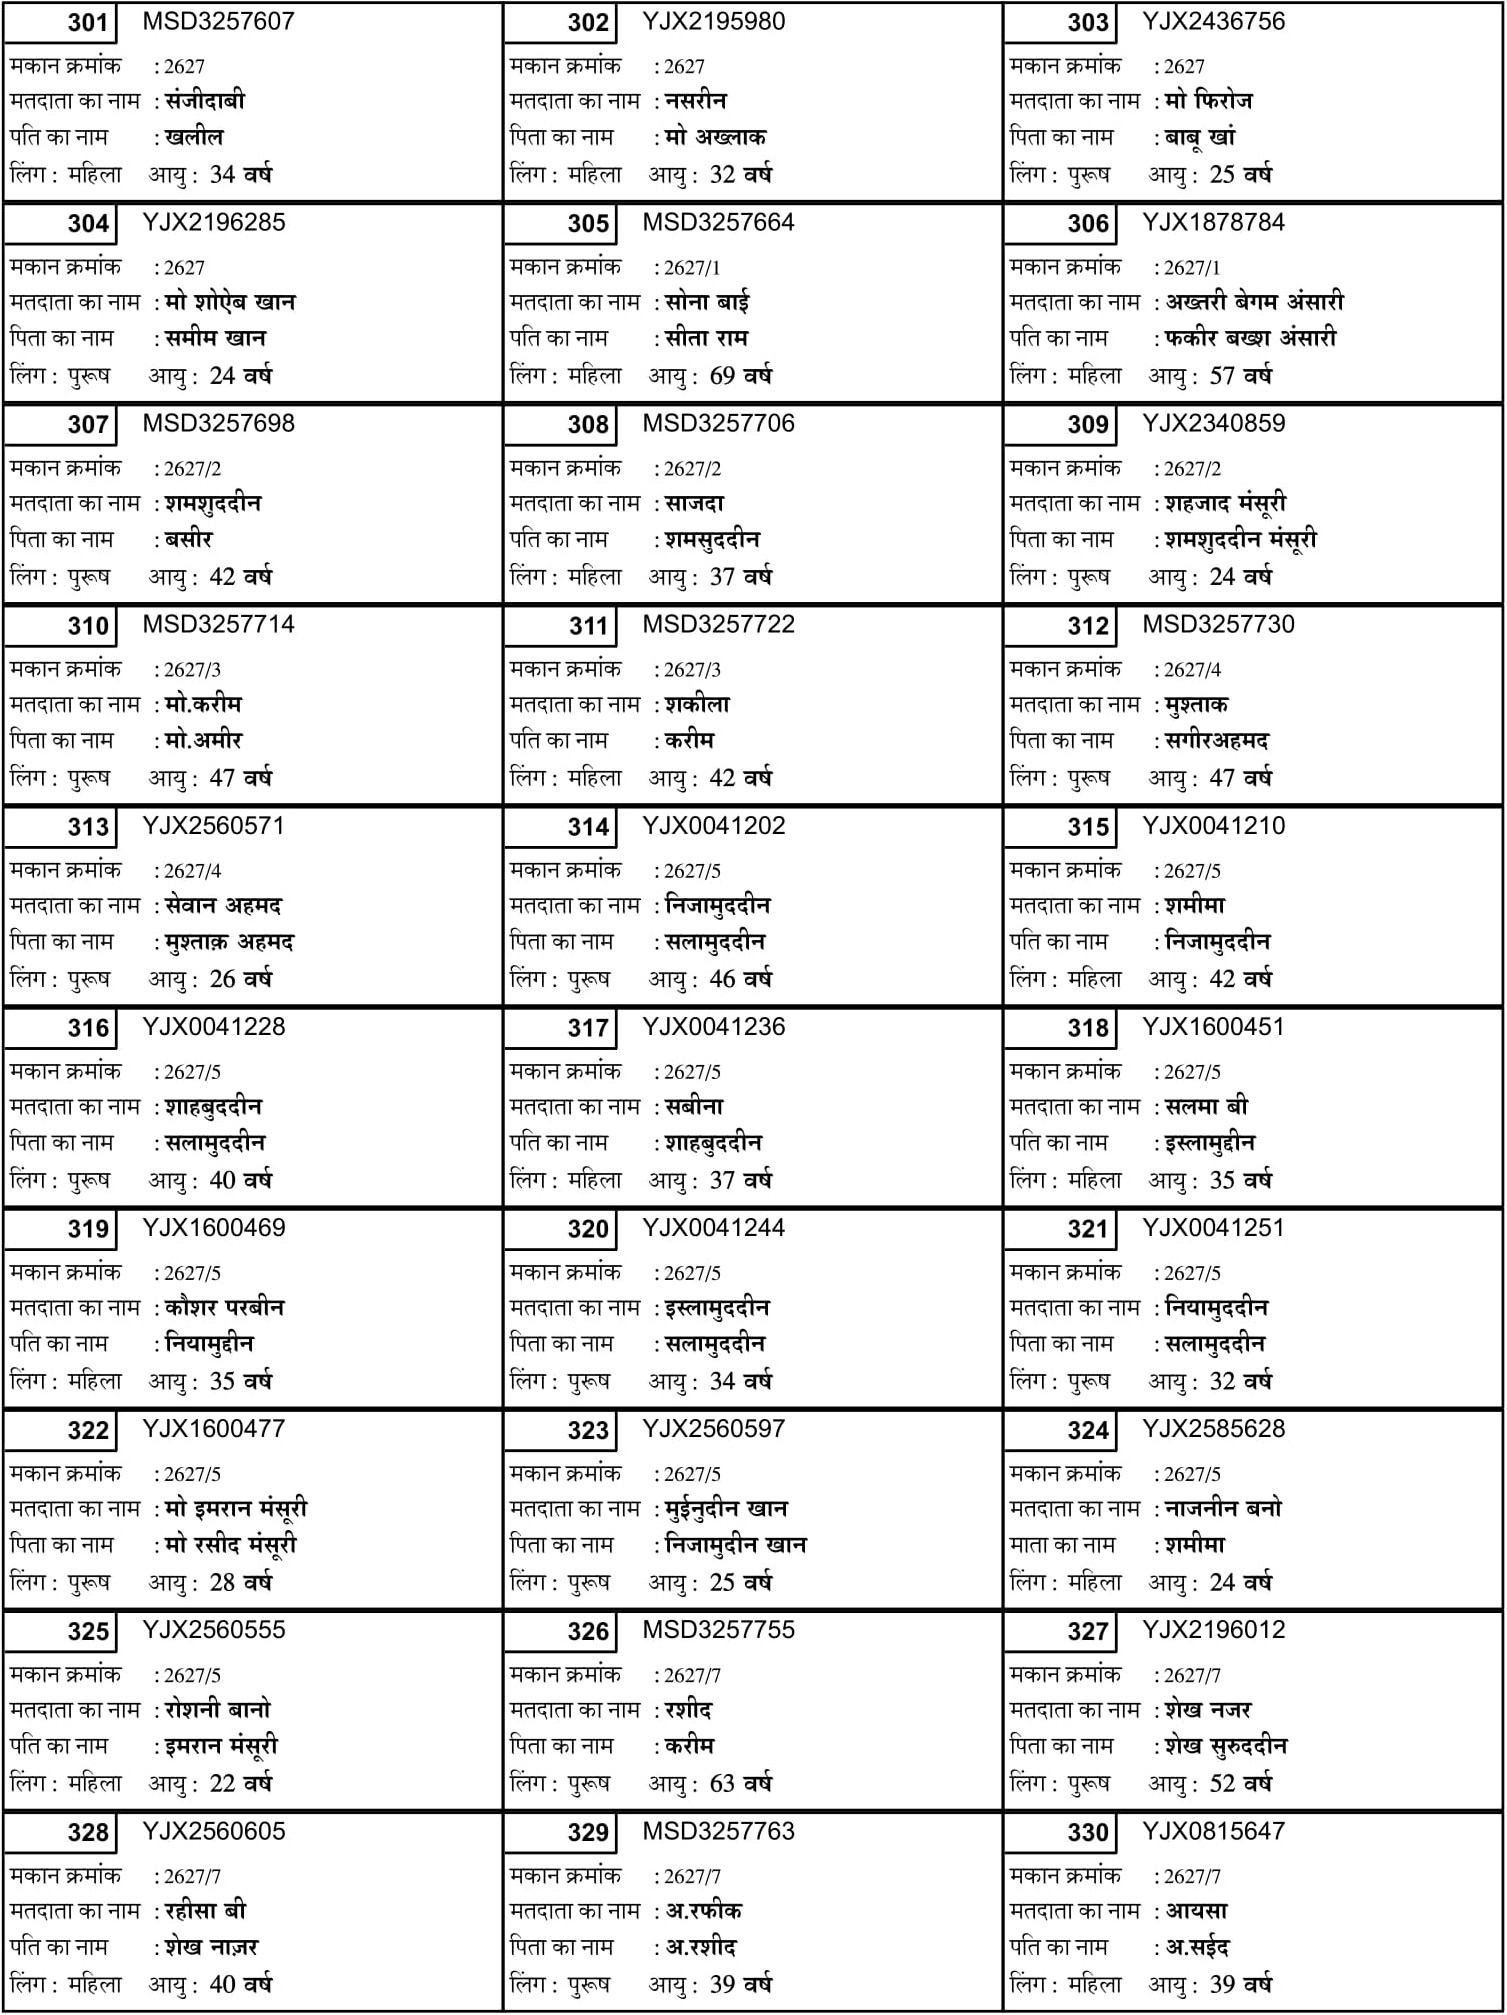 301 MSD3257607
मकान क्रमांक : 2627
मतदाता का नाम : संजीदाबी
पति का नाम : खलील
लिंग : महिला आयु : 34 वर्ष
302 YJX2195980
मकान क्रमांक : 2627
मतदाता का नाम : नसरीन
पिता का नाम : मो अख्लाक
लिंग : महिला आयु : 32 वर्ष
303 YJX2436756
मकान क्रमांक : 2627
मतदाता का नाम : मो फिरोज
पिता का नाम : बाबू खां
लिंग : पुरूष आयु : 25 वर्ष
304 YJX2196285
मकान क्रमांक : 2627
मतदाता का नाम : मो शोऐब खान
पिता का नाम : समीम खान
लिंग : पुरूष आयु : 24 वर्ष
305 MSD3257664
मकान क्रमांक : 2627/1
मतदाता का नाम : सोना बाई
पति का नाम : सीता राम
लिंग : महिला आयु : 69 वर्ष
306 YJX1878784
मकान क्रमांक : 2627/1
मतदाता का नाम : अख्तरी बेगम अंसारी
पति का नाम : फकीर बख्श अंसारी
लिंग : महिला आयु : 57 वर्ष
307 MSD3257698
मकान क्रमांक : 2627/2
मतदाता का नाम : शमशुददीन
पिता का नाम : बसीर
लिंग : पुरूष आयु : 42 वर्ष
308 MSD3257706
मकान क्रमांक : 2627/2
मतदाता का नाम : साजदा
पति का नाम : शमसुददीन
लिंग : महिला आयु : 37 वर्ष
309 YJX2340859
मकान क्रमांक : 2627/2
मतदाता का नाम : शहजाद मंसूरी
पिता का नाम : शमशुददीन मंसूरी
लिंग : पुरूष आयु : 24 वर्ष
310 MSD3257714
मकान क्रमांक : 2627/3
मतदाता का नाम : मो.करीम
पिता का नाम : मो.अमीर
लिंग : पुरूष आयु : 47 वर्ष
311 MSD3257722
मकान क्रमांक : 2627/3
मतदाता का नाम : शकीला
पति का नाम : करीम
लिंग : महिला आयु : 42 वर्ष
312 MSD3257730
मकान क्रमांक : 2627/4
मतदाता का नाम : मुश्ताक
पिता का नाम : सगीरअहमद
लिंग : पुरूष आयु : 47 वर्ष
313 YJX2560571
मकान क्रमांक : 2627/4
मतदाता का नाम : सेवान अहमद
पिता का नाम : मुश्ताक़ अहमद
लिंग : पुरूष आयु : 26 वर्ष
314 YJX0041202
मकान क्रमांक : 2627/5
मतदाता का नाम : निजामुददीन
पिता का नाम : सलामुददीन
लिंग : पुरूष आयु : 46 वर्ष
315 YJX0041210
मकान क्रमांक : 2627/5
मतदाता का नाम : शमीमा
पति का नाम : निजामुददीन
लिंग : महिला आयु : 42 वर्ष
316 YJX0041228
मकान क्रमांक : 2627/5
मतदाता का नाम : शाहबुददीन
पिता का नाम : सलामुददीन
लिंग : पुरूष आयु : 40 वर्ष
317 YJX0041236
मकान क्रमांक : 2627/5
मतदाता का नाम : सबीना
पति का नाम : शाहबुददीन
लिंग : महिला आयु : 37 वर्ष
318 YJX1600451
मकान क्रमांक : 2627/5
मतदाता का नाम : सलमा बी
पति का नाम : इस्लामुद्दीन
लिंग : महिला आयु : 35 वर्ष
319 YJX1600469
मकान क्रमांक : 2627/5
मतदाता का नाम : कौशर परबीन
पति का नाम : नियामुद्दीन
लिंग : महिला आयु : 35 वर्ष
320 YJX0041244
मकान क्रमांक : 2627/5
मतदाता का नाम : इस्लामुददीन
पिता का नाम : सलामुददीन
लिंग : पुरूष आयु : 34 वर्ष
321 YJX0041251
मकान क्रमांक : 2627/5
मतदाता का नाम : नियामुददीन
पिता का नाम : सलामुददीन
लिंग : पुरूष आयु : 32 वर्ष
322 YJX1600477
मकान क्रमांक : 2627/5
मतदाता का नाम : मो इमरान मंसूरी
पिता का नाम : मो रसीद मंसूरी
लिंग : पुरूष आयु : 28 वर्ष
323 YJX2560597
मकान क्रमांक : 2627/5
मतदाता का नाम : मुईनुदीन खान
पिता का नाम : निजामुदीन खान
लिंग : पुरूष आयु : 25 वर्ष
324 YJX2585628
मकान क्रमांक : 2627/5
मतदाता का नाम : नाजनीन बनो
माता का नाम : शमीमा
लिंग : महिला आयु : 24 वर्ष
325 YJX2560555
मकान क्रमांक : 2627/5
मतदाता का नाम : रोशनी बानो
पति का नाम : इमरान मंसूरी
लिंग : महिला आयु : 22 वर्ष
326 MSD3257755
मकान क्रमांक : 2627/7
मतदाता का नाम : रशीद
पिता का नाम : करीम
लिंग : पुरूष आयु : 63 वर्ष
327 YJX2196012
मकान क्रमांक : 2627/7
मतदाता का नाम : शेख नजर
पिता का नाम : शेख सुरुददीन
लिंग : पुरूष आयु : 52 वर्ष
328 YJX2560605
मकान क्रमांक : 2627/7
मतदाता का नाम : रहीसा बी
पति का नाम : शेख नाज़र
लिंग : महिला आयु : 40 वर्ष
329 MSD3257763
मकान क्रमांक : 2627/7
मतदाता का नाम : अ.रफीक
पिता का नाम : अ.रशीद
लिंग : पुरूष आयु : 39 वर्ष
330 YJX0815647
मकान क्रमांक : 2627/7
मतदाता का नाम : आयसा
पति का नाम : अ.सईद
लिंग : महिला आयु : 39 वर्ष